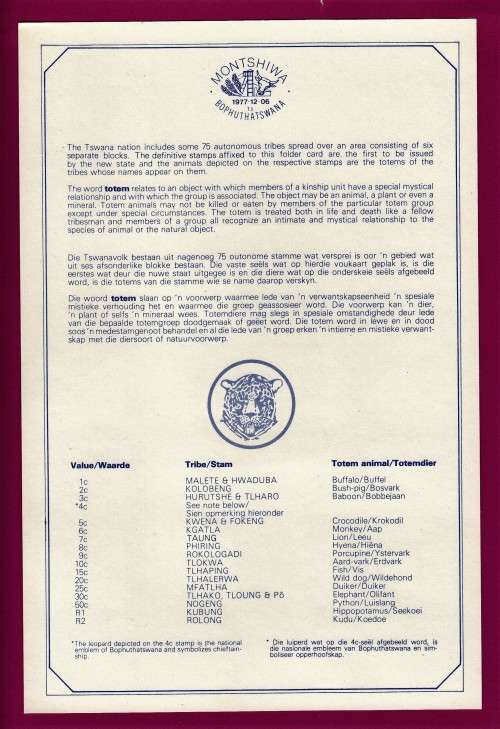 MONTSHIWA
1977-12-06
T.1
BOPHUTHATSWANA
The Tswana nation includes some 75 autonomous tribes spread over an area consisting of six
separate blocks. The definitive stamps affixed to this folder card are the first to be issued
by the new state and the animals depicted on the respective stamps are the totems of the
tribes whose names appear on them.
The word totem relates to an object with which members of a kinship unit have a special mystical
relationship and with which the group is associated. The object may be an animal, a plant or even a
mineral. Totem animals may not be killed or eaten by members of the particular totem group
except under special circumstances. The totem is treated both in life and death like a fellow
tribesman and members of a group all recognize an intimate and mystical relationship to the
species of animal or the natural object.
Die Tswanavolk bestaan uit nagenoeg 75 outonome stamme wat versprei is oor 'n gebied wat
uit ses afsonderlike blokke bestaan. Die vaste seëls wat op hierdie voukaart geplak is, is die
eerstes wat deur die nuwe staat uitgegee is en die diere wat op die onderskeie seëls afgebeeld
word, is die totems van die stamme wie se name daarop verskyn.
Die woord totem slaan op 'n voorwerp waarmee lede van 'n verwantskapseenheid 'n spesiale
mistieke verhouding het en waarmee die groep geassosieer word. Die voorwerp kan 'n dier,
'n plant of selfs 'n mineraal wees. Totemdiere mag slegs in spesiale omstandighede deur lede
van die bepaalde totemgroep doodgemaak of geëet word. Die totem word in lewe en in dood
soos 'n medestamgenoot behandel en al die lede van 'n groep erken 'n intieme en mistieke verwant-
skap met die diersoort of natuurvoorwerp.
Value/Waarde Tribe/Stam Totem animal/Totemdier
1c MALETE & HWADUBA Buffalo/Buffel
2c KOLOBENG Bush-pig/Bosvark
3c HURUTSHE & TLHARO Baboon/Bobbejaan
*4c See note below/
Sien opmerking hieronder
5c KWENA & FOKENG Crocodile/Krokodil
6c KGATLA Monkey/Aap
7c TAUNG Lion/Leeu
8c PHIRING Hyena/Hiëna
9c ROKOLOGADI Porcupine/Ystervark
10c TLOKWA Aard-vark/Erdvark
15c TLHAPING Fish/Vis
20c TLHALERWA Wild dog/Wildehond
25c MFATLHA Duiker/Duiker
30c TLHAKO, TLOUNG & Pô Elephant/Olifant
50c NOGENG Python/Luislang
R1 KUBUNG Hippopotamus/Seekoei
R2 ROLONG Kudu/Koedoe
*The leopard depicted on the 4c stamp is the national
emblem of Bophuthatswana and symbolizes chieftain-
ship.
* Die luiperd wat op die 4c-seël afgebeeld word, is
die nasionale embleem van Bophuthatswana en sim-
boliseer opperhoofskap.